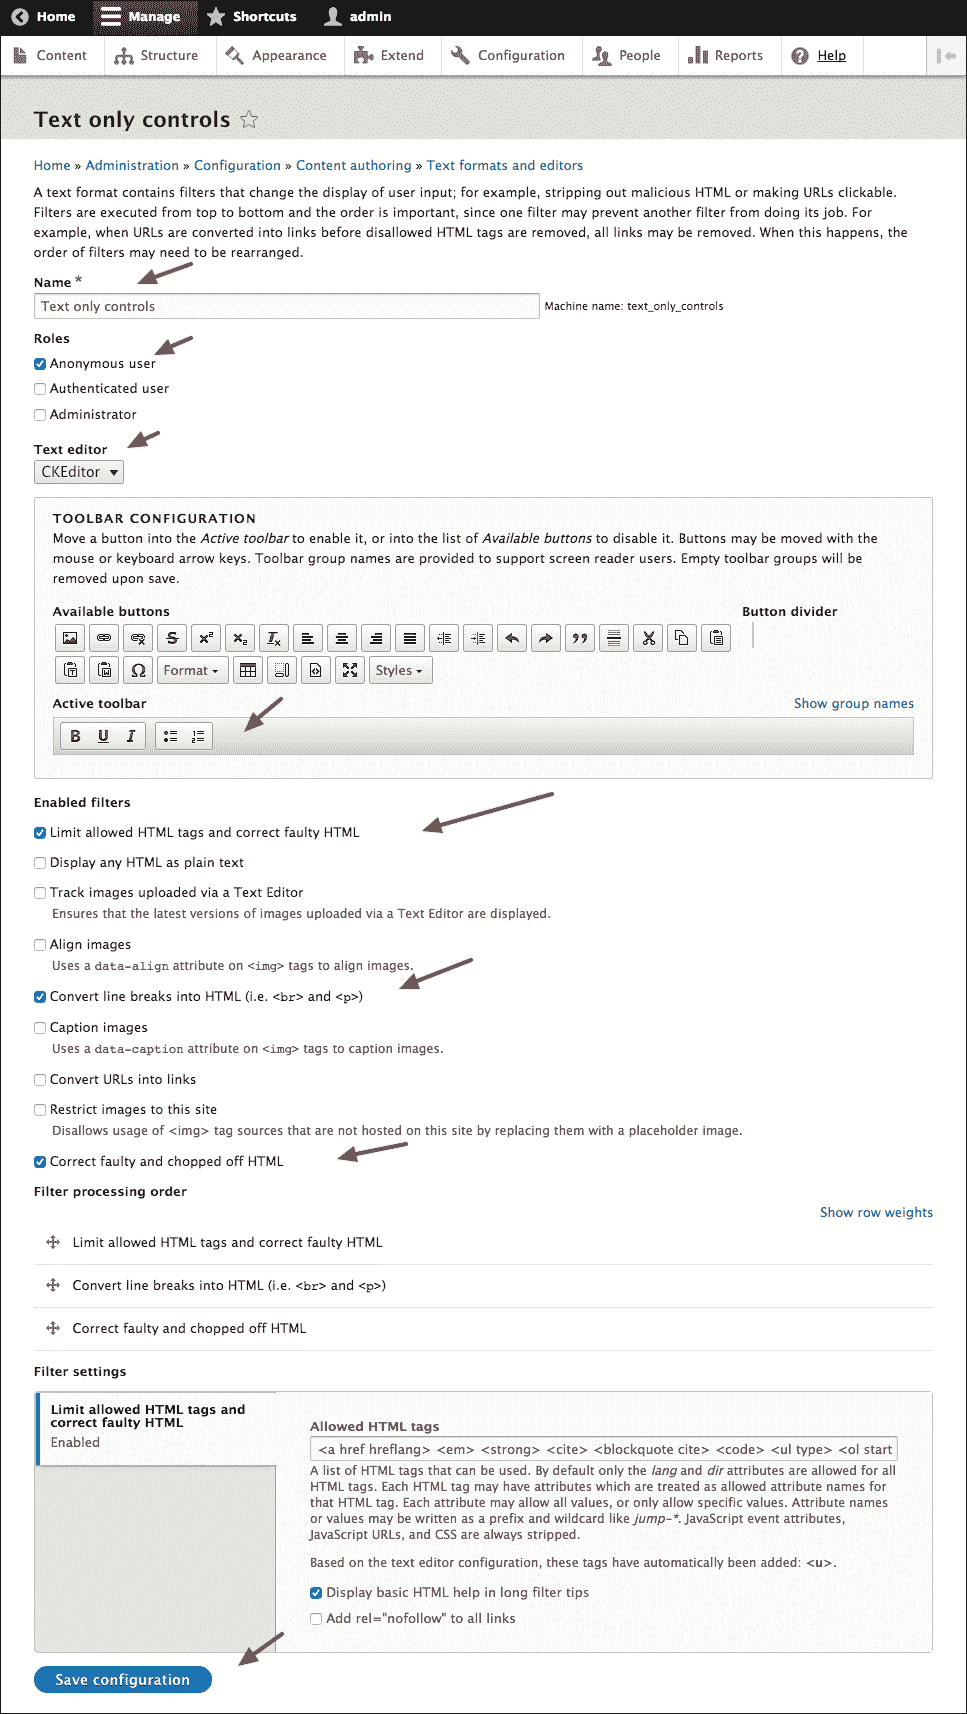 Home Manage Shortcuts admin
Content Structure Appearance Extend Configuration People Reports Help
Text only controls
Home » Administration » Configuration » Content authoring » Text formats and editors
A text format contains filters that change the display of user input; for example, stripping out malicious HTML or making URLs clickable.
Filters are executed from top to bottom and the order is important, since one filter may prevent another filter from doing its job. For
example, when URLs are converted into links before disallowed HTML tags are removed, all links may be removed. When this happens, the
order of filters may need to be rearranged.
Name *
Text only controls Machine name: text_only_controls
Roles
Anonymous user
Authenticated user
Administrator
Text editor
CKEditor
TOOLBAR CONFIGURATION
Move a button into the Active toolbar to enable it, or into the list of Available buttons to disable it. Buttons may be moved with the
mouse or keyboard arrow keys. Toolbar group names are provided to support screen reader users. Empty toolbar groups will be
removed upon save.
Available buttons Button divider
S x² x₂ Tx
Ω Format Styles
Active toolbar Show group names
B U I
Enabled filters
Limit allowed HTML tags and correct faulty HTML
Display any HTML as plain text
Track images uploaded via a Text Editor
Ensures that the latest versions of images uploaded via a Text Editor are displayed.
Align images
Uses a data-align attribute on <img> tags to align images.
Convert line breaks into HTML (i.e. <br> and <p>)
Caption images
Uses a data-caption attribute on <img> tags to caption images.
Convert URLs into links
Restrict images to this site
Disallows usage of <img> tag sources that are not hosted on this site by replacing them with a placeholder image.
Correct faulty and chopped off HTML
Filter processing order
Show row weights
Limit allowed HTML tags and correct faulty HTML
Convert line breaks into HTML (i.e. <br> and <p>)
Correct faulty and chopped off HTML
Filter settings
Limit allowed HTML tags and
correct faulty HTML
Enabled
Allowed HTML tags
<a href hreflang> <em> <strong> <cite> <blockquote cite> <code> <ul type> <ol start
A list of HTML tags that can be used. By default only the lang and dir attributes are allowed for all
HTML tags. Each HTML tag may have attributes which are treated as allowed attribute names for
that HTML tag. Each attribute may allow all values, or only allow specific values. Attribute names
or values may be written as a prefix and wildcard like jump-*. JavaScript event attributes,
JavaScript URLs, and CSS are always stripped.
Based on the text editor configuration, these tags have automatically been added: <u>.
Display basic HTML help in long filter tips
Add rel="nofollow" to all links
Save configuration